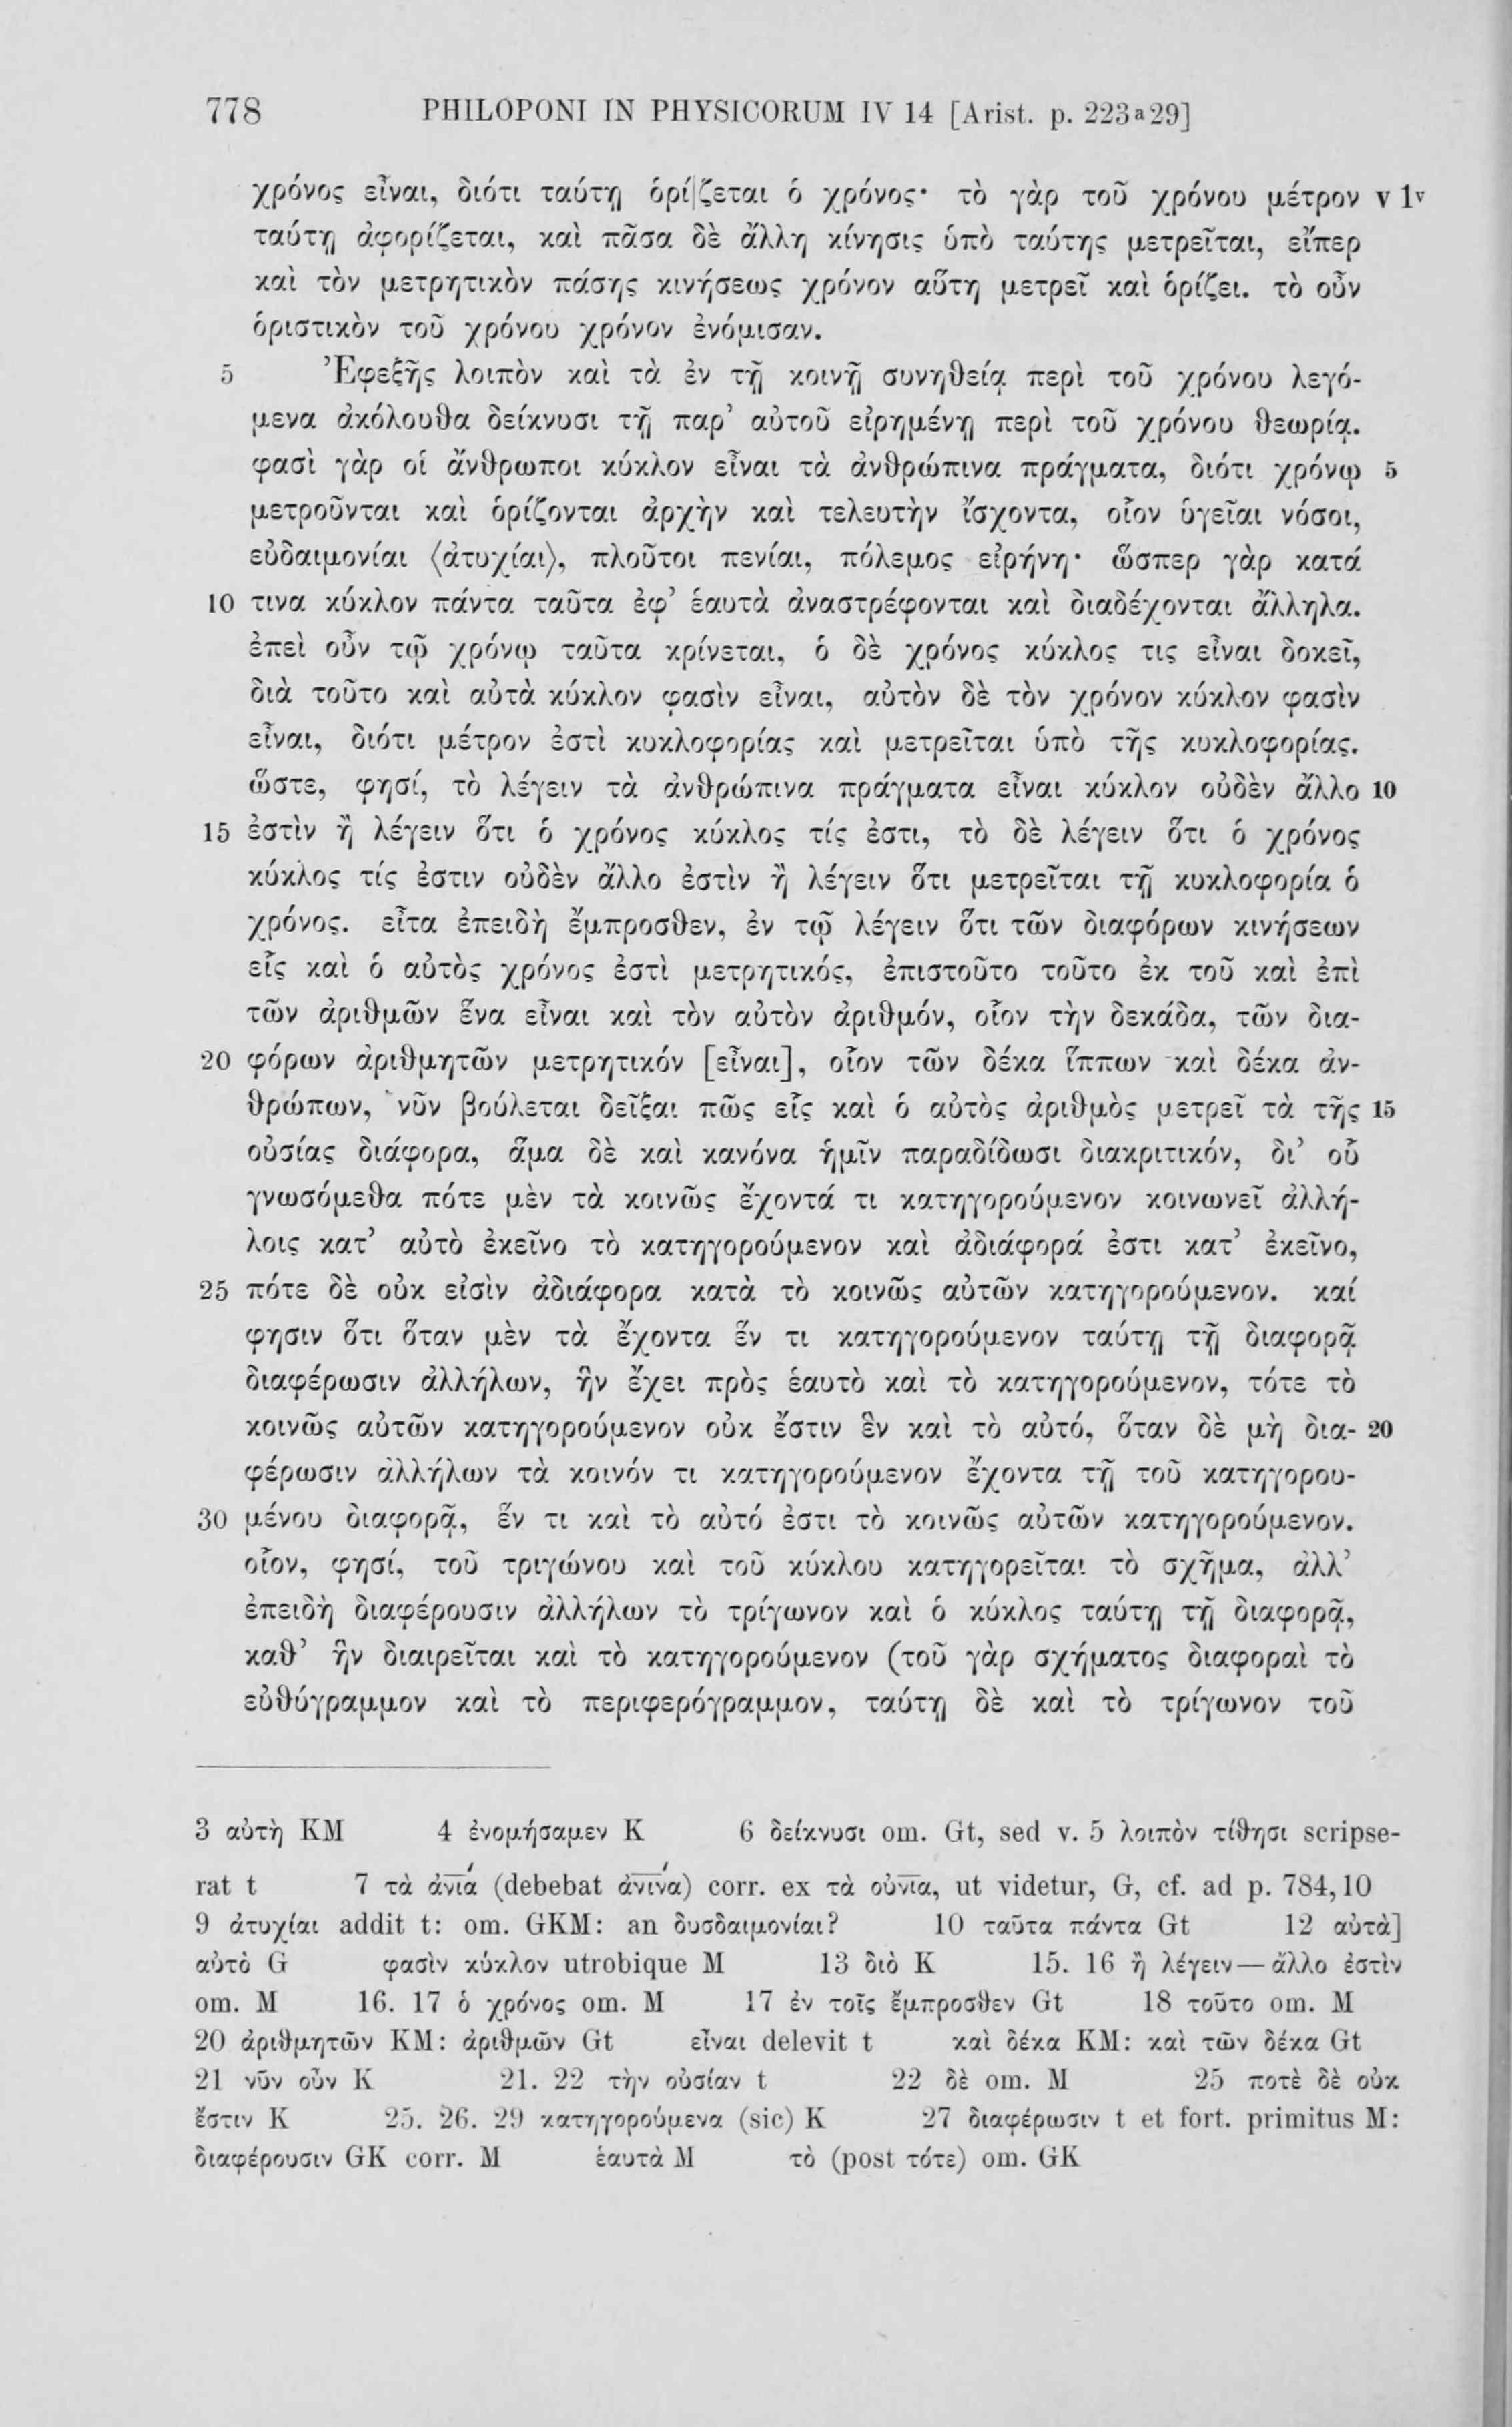 778 PHILOPONI IN PHYSICORUM IV 14 [Arist. p. 223a29]
χρόνος εἶναι, διότι ταύτῃ ὁρί|ζεται ὁ χρόνος· τὸ γὰρ τοῦ χρόνου μέτρον v 1v
ταύτῃ ἀφορίζεται, καὶ πᾶσα δὲ ἄλλη κίνησις ὑπὸ ταύτης μετρεῖται, εἴπερ
καὶ τὸν μετρητικὸν πάσης κινήσεως χρόνον αὕτη μετρεῖ καὶ ὁρίζει. τὸ οὖν
ὁριστικὸν τοῦ χρόνου χρόνον ἐνόμισαν.
5 Ἐφεξῆς λοιπὸν καὶ τὰ ἐν τῇ κοινῇ συνηθείᾳ περὶ τοῦ χρόνου λεγό-
μενα ἀκόλουθα δείκνυσι τῇ παρ’ αὐτοῦ εἰρημένῃ περὶ τοῦ χρόνου θεωρίᾳ.
φασὶ γὰρ οἱ ἄνθρωποι κύκλον εἶναι τὰ ἀνθρώπινα πράγματα, διότι χρόνῳ 5
μετροῦνται καὶ ὁρίζονται ἀρχὴν καὶ τελευτὴν ἴσχοντα, οἷον ὑγεῖαι νόσοι,
εὐδαιμονίαι ⟨ἀτυχίαι⟩, πλοῦτοι πενίαι, πόλεμος εἰρήνη· ὥσπερ γὰρ κατά
10 τινα κύκλον πάντα ταῦτα ἐφ’ ἑαυτὰ ἀναστρέφονται καὶ διαδέχονται ἄλληλα.
ἐπεὶ οὖν τῷ χρόνῳ ταῦτα κρίνεται, ὁ δὲ χρόνος κύκλος τις εἶναι δοκεῖ,
διὰ τοῦτο καὶ αὐτὰ κύκλον φασὶν εἶναι, αὐτὸν δὲ τὸν χρόνον κύκλον φασὶν
εἶναι, διότι μέτρον ἐστὶ κυκλοφορίας καὶ μετρεῖται ὑπὸ τῆς κυκλοφορίας.
ὥστε, φησί, τὸ λέγειν τὰ ἀνθρώπινα πράγματα εἶναι κύκλον οὐδὲν ἄλλο 10
15 ἐστὶν ἢ λέγειν ὅτι ὁ χρόνος κύκλος τίς ἐστι, τὸ δὲ λέγειν ὅτι ὁ χρόνος
κύκλος τίς ἐστιν οὐδὲν ἄλλο ἐστὶν ἢ λέγειν ὅτι μετρεῖται τῇ κυκλοφορία ὁ
χρόνος. εἶτα ἐπειδὴ ἔμπροσθεν, ἐν τῷ λέγειν ὅτι τῶν διαφόρων κινήσεων
εἷς καὶ ὁ αὐτὸς χρόνος ἐστὶ μετρητικός, ἐπιστοῦτο τοῦτο ἐκ τοῦ καὶ ἐπὶ
τῶν ἀριθμῶν ἕνα εἶναι καὶ τὸν αὐτὸν ἀριθμόν, οἷον τὴν δεκάδα, τῶν δια-
20 φόρων ἀριθμητῶν μετρητικόν [εἶναι], οἷον τῶν δέκα ἵππων καὶ δέκα ἀν-
θρώπων, νῦν βούλεται δεῖξαι πῶς εἷς καὶ ὁ αὐτὸς ἀριθμὸς μετρεῖ τὰ τῆς 15
οὐσίας διάφορα, ἅμα δὲ καὶ κανόνα ἡμῖν παραδίδωσι διακριτικόν, δι’ οὗ
γνωσόμεθα πότε μὲν τὰ κοινῶς ἔχοντά τι κατηγορούμενον κοινωνεῖ ἀλλή-
λοις κατ’ αὐτὸ ἐκεῖνο τὸ κατηγορούμενον καὶ ἀδιάφορά ἐστι κατ’ ἐκεῖνο,
25 πότε δὲ οὐκ εἰσὶν ἀδιάφορα κατὰ τὸ κοινῶς αὐτῶν κατηγορούμενον. καί
φησιν ὅτι ὅταν μὲν τὰ ἔχοντα ἕν τι κατηγορούμενον ταύτῃ τῇ διαφορᾷ
διαφέρωσιν ἀλλήλων, ἣν ἔχει πρὸς ἑαυτὸ καὶ τὸ κατηγορούμενον, τότε τὸ
κοινῶς αὐτῶν κατηγορούμενον οὐκ ἔστιν ἓν καὶ τὸ αὐτό, ὅταν δὲ μὴ δια- 20
φέρωσιν ἀλλήλων τὰ κοινόν τι κατηγορούμενον ἔχοντα τῇ τοῦ κατηγορου-
30 μένου διαφορᾷ, ἕν τι καὶ τὸ αὐτό ἐστι τὸ κοινῶς αὐτῶν κατηγορούμενον.
οἷον, φησί, τοῦ τριγώνου καὶ τοῦ κύκλου κατηγορεῖται τὸ σχῆμα, ἀλλ’
ἐπειδὴ διαφέρουσιν ἀλλήλων τὸ τρίγωνον καὶ ὁ κύκλος ταύτῃ τῇ διαφορᾷ,
καθ’ ἣν διαιρεῖται καὶ τὸ κατηγορούμενον (τοῦ γὰρ σχήματος διαφοραὶ τὸ
εὐθύγραμμον καὶ τὸ περιφερόγραμμον, ταύτῃ δὲ καὶ τὸ τρίγωνον τοῦ
3 αὐτὴ KM 4 ἐνομήσαμεν K 6 δείκνυσι om. Gt, sed v. 5 λοιπὸν τίθησι scripse-
rat t 7 τὰ ἀν̅ι̅ά (debebat ἀν̅ι̅ν̅ά) corr. ex τὰ οὐν̅ι̅α, ut videtur, G, cf. ad p. 784,10
9 ἀτυχίαι addit t: om. GKM: an δυσδαιμονίαι? 10 ταῦτα πάντα Gt 12 αὐτὰ]
αὐτὸ G φασὶν κύκλον utrobique M 13 διὸ K 15. 16 ἢ λέγειν — ἄλλο ἐστὶν
om. M 16. 17 ὁ χρόνος om. M 17 ἐν τοῖς ἔμπροσθεν Gt 18 τοῦτο om. M
20 ἀριθμητῶν KM: ἀριθμῶν Gt εἶναι delevit t καὶ δέκα KM: καὶ τῶν δέκα Gt
21 νῦν οὖν K 21. 22 τὴν οὐσίαν t 22 δὲ om. M 25 ποτὲ δὲ οὐκ
ἔστιν K 25. 26. 29 κατηγορούμενα (sic) K 27 διαφέρωσιν t et fort. primitus M:
διαφέρουσιν GK corr. M ἑαυτὰ M τὸ (post τότε) om. GK